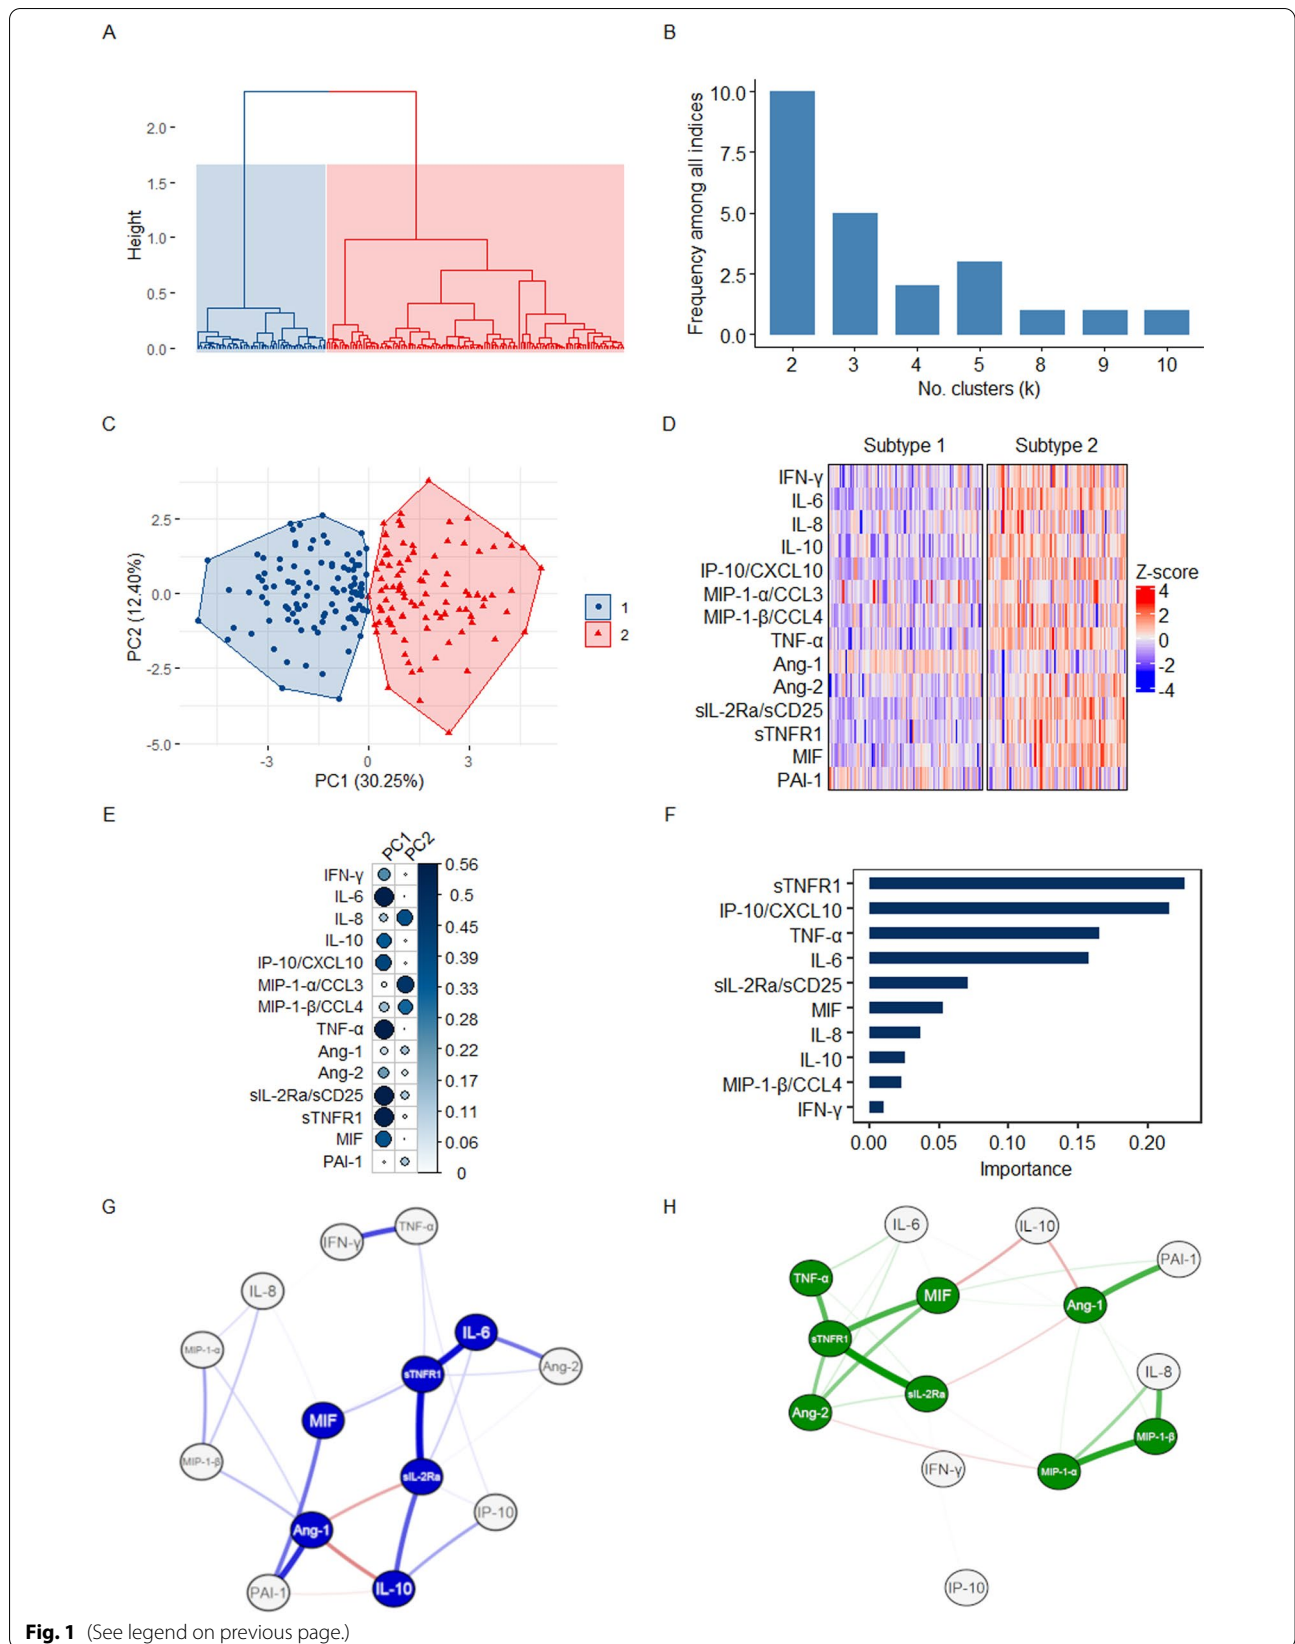 A
Height
2.0
1.5
1.0
0.5
0.0
B
Frequency among all indices
10.0
7.5
5.0
2.5
0.0
2 3 4 5 8 9 10
No. clusters (k)
C
PC2 (12.40%)
2.5
0.0
-2.5
-5.0
-3 0 3
PC1 (30.25%)
1
2
D
Subtype 1 Subtype 2
IFN-γ
IL-6
IL-8
IL-10
IP-10/CXCL10
MIP-1-α/CCL3
MIP-1-β/CCL4
TNF-α
Ang-1
Ang-2
sIL-2Ra/sCD25
sTNFR1
MIF
PAI-1
Z-score
4
2
0
-2
-4
E
PC1 PC2
IFN-γ
IL-6
IL-8
IL-10
IP-10/CXCL10
MIP-1-α/CCL3
MIP-1-β/CCL4
TNF-α
Ang-1
Ang-2
sIL-2Ra/sCD25
sTNFR1
MIF
PAI-1
0.56
0.5
0.45
0.39
0.33
0.28
0.22
0.17
0.11
0.06
0
F
sTNFR1
IP-10/CXCL10
TNF-α
IL-6
sIL-2Ra/sCD25
MIF
IL-8
IL-10
MIP-1-β/CCL4
IFN-γ
0.00 0.05 0.10 0.15 0.20
Importance
G
TNF-α
IFN-γ
IL-8
IL-6
MIP-1-α
Ang-2
sTNFR1
MIF
MIP-1-β
sIL-2Ra
IP-10
Ang-1
PAI-1
IL-10
H
IL-6
IL-10
PAI-1
TNF-α
MIF
Ang-1
sTNFR1
IL-8
sIL-2Ra
Ang-2
MIP-1-β
IFN-γ
MIP-1-α
IP-10
Fig. 1 (See legend on previous page.)